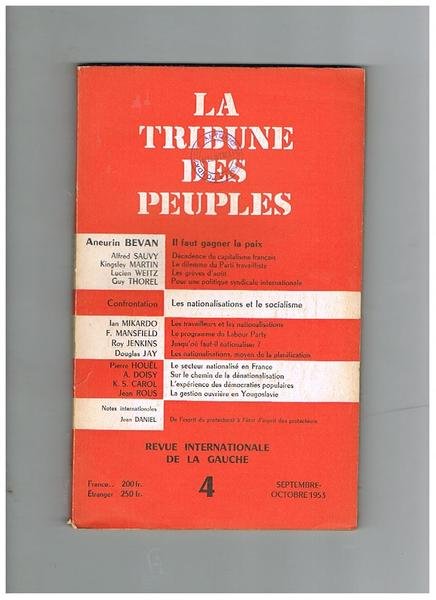 LA
TRIBUNE
DES
PEUPLES
Aneurin BEVAN Il faut gagner la paix
Alfred SAUVY Décadence du capitalisme français
Kingsley MARTIN Le dilemme du Parti travailliste
Lucien WEITZ Les grèves d'août
Guy THOREL Pour une politique syndicale internationale
Confrontation Les nationalisations et le socialisme
Ian MIKARDO Les travailleurs et les nationalisations
F. MANSFIELD Le programme du Labour Party
Roy JENKINS Jusqu'où faut-il nationaliser ?
Douglas JAY Les nationalisations, moyen de la planification
Pierre HOUËL Le secteur nationalisé en France
A. DOISY Sur le chemin de la dénationalisation
K. S. CAROL L'expérience des démocraties populaires
Jean ROUS La gestion ouvrière en Yougoslavie
Notes internationales
Jean DANIEL De l'esprit du protectorat à l'état d'esprit des protecteurs
REVUE INTERNATIONALE
DE LA GAUCHE
France.. 200 fr.
Étranger 250 fr.
4
SEPTEMBRE-
OCTOBRE 1953